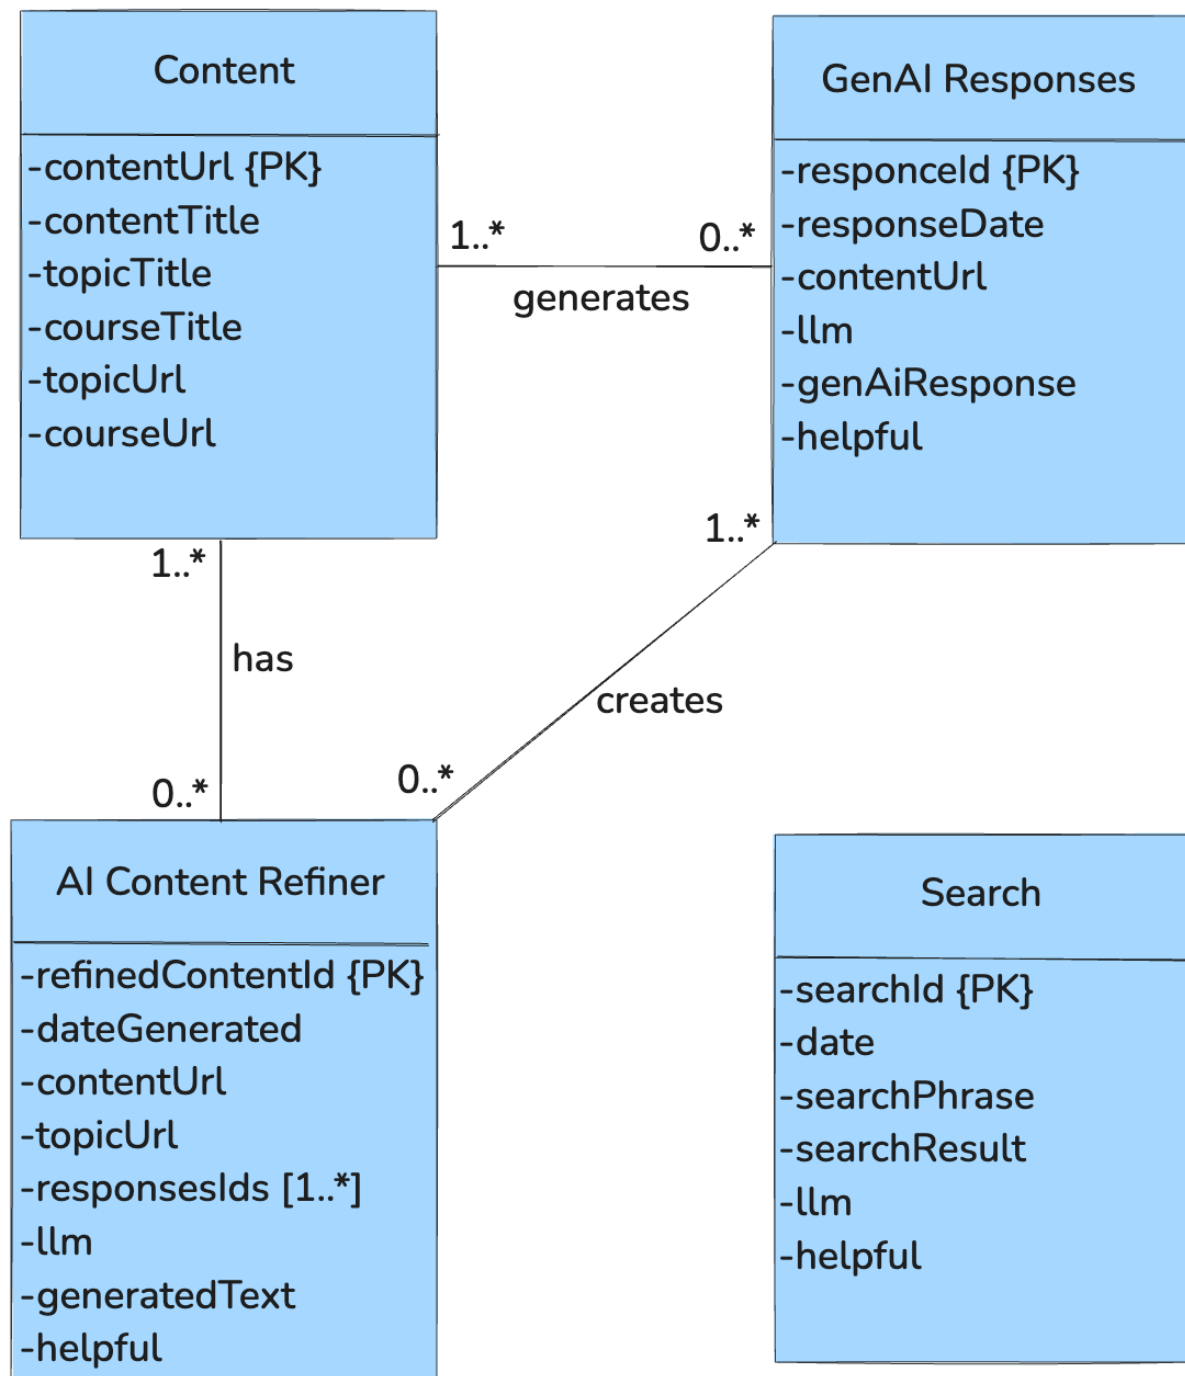 Content
-contentUrl {PK}
-contentTitle
-topicTitle
-courseTitle
-topicUrl
-courseUrl
GenAI Responses
-responceId {PK}
-responseDate
-contentUrl
-llm
-genAiResponse
-helpful
1..*
0..*
generates
1..*
has
0..*
1..*
creates
0..*
AI Content Refiner
-refinedContentId {PK}
-dateGenerated
-contentUrl
-topicUrl
-responsesIds [1..*]
-llm
-generatedText
-helpful
Search
-searchId {PK}
-date
-searchPhrase
-searchResult
-llm
-helpful